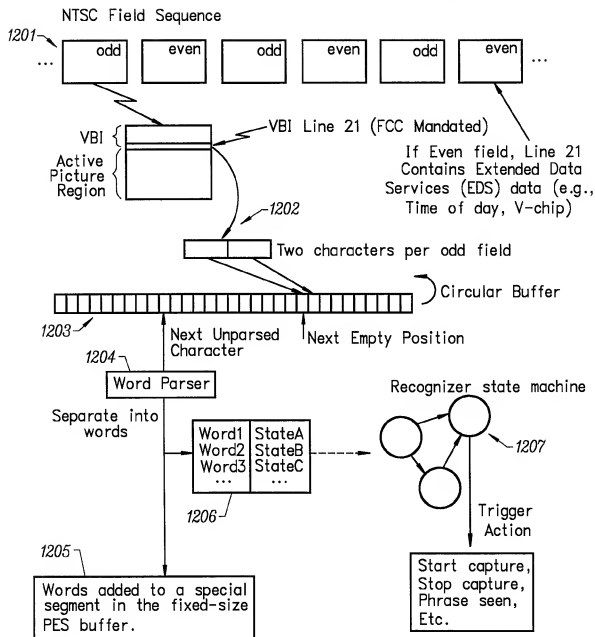 NTSC Field Sequence
1201
... odd even odd even odd even ...
VBI
VBI Line 21 (FCC Mandated)
Active
Picture
Region
If Even field, Line 21
Contains Extended Data
Services (EDS) data (e.g.,
Time of day, V-chip)
1202
Two characters per odd field
Circular Buffer
1203
Next Unparsed
Character
Next Empty Position
1204
Word Parser
Recognizer state machine
Separate into
words
Word1 StateA
Word2 StateB
Word3 StateC
... ...
1206
1207
Trigger
Action
1205
Words added to a special
segment in the fixed-size
PES buffer.
Start capture,
Stop capture,
Phrase seen,
Etc.